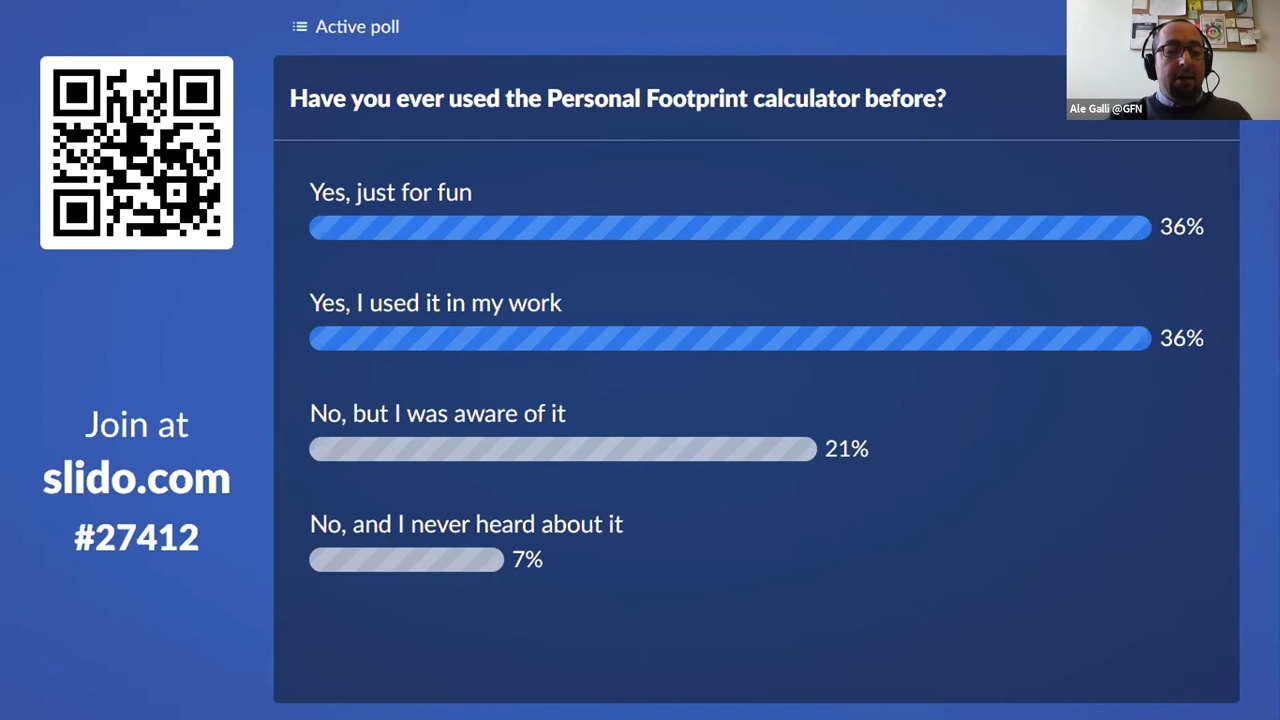 Active poll
Have you ever used the Personal Footprint calculator before?
Yes, just for fun
36%
Yes, I used it in my work
36%
No, but I was aware of it
21%
No, and I never heard about it
7%
Join at
slido.com
#27412
Ale Galli @GFN